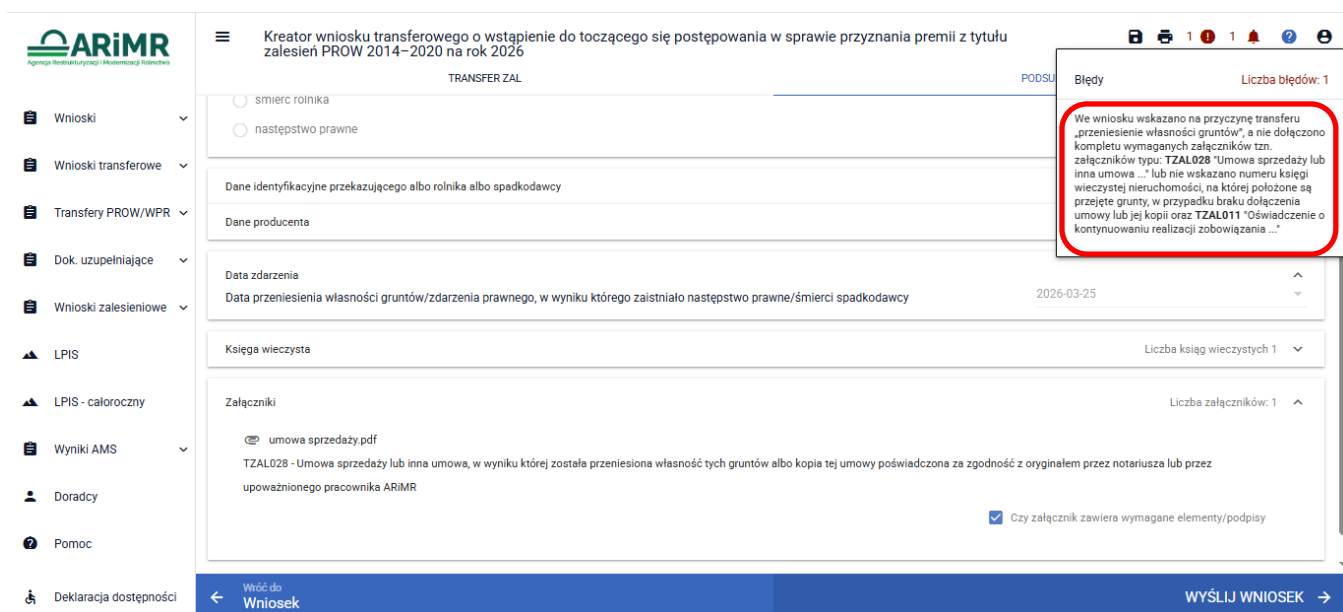 ARiMR
Agencja Restrukturyzacji i Modernizacji Rolnictwa
Kreator wniosku transferowego o wstąpienie do toczącego się postępowania w sprawie przyznania premii z tytułu
zalesień PROW 2014–2020 na rok 2026
1
1
TRANSFER ZAL
PODSU
Błędy
Liczba błędów: 1
We wniosku wskazano na przyczynę transferu
„przeniesienie własności gruntów", a nie dołączono
kompletu wymaganych załączników tzn.
załączników typu: TZAL028 "Umowa sprzedaży lub
inna umowa ..." lub nie wskazano numeru księgi
wieczystej nieruchomości, na której położone są
przejęte grunty, w przypadku braku dołączenia
umowy lub jej kopii oraz TZAL011 "Oświadczenie o
kontynuowaniu realizacji zobowiązania ..."
Wnioski
Wnioski transferowe
Transfery PROW/WPR
Dok. uzupełniające
Wnioski zalesieniowe
LPIS
LPIS - całoroczny
Wyniki AMS
Doradcy
Pomoc
Deklaracja dostępności
śmierć rolnika
następstwo prawne
Dane identyfikacyjne przekazującego albo rolnika albo spadkodawcy
Dane producenta
Data zdarzenia
Data przeniesienia własności gruntów/zdarzenia prawnego, w wyniku którego zaistniało następstwo prawne/śmierci spadkodawcy
2026-03-25
Księga wieczysta
Liczba ksiąg wieczystych 1
Załączniki
Liczba załączników: 1
umowa sprzedaży.pdf
TZAL028 - Umowa sprzedaży lub inna umowa, w wyniku której została przeniesiona własność tych gruntów albo kopia tej umowy poświadczona za zgodność z oryginałem przez notariusza lub przez
upoważnionego pracownika ARiMR
Czy załącznik zawiera wymagane elementy/podpisy
Wróć do
Wniosek
WYŚLIJ WNIOSEK